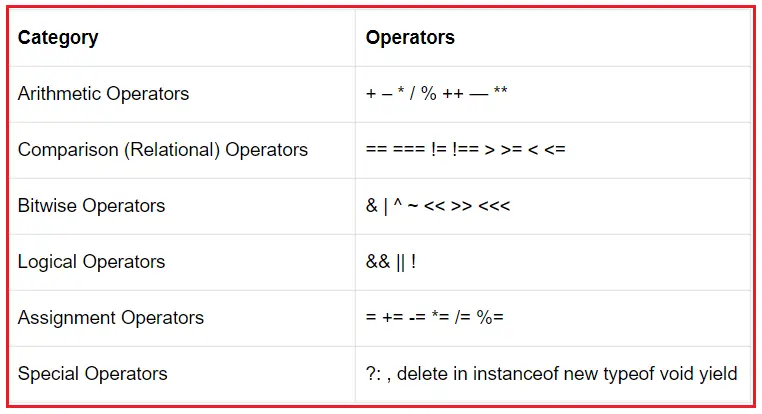 Category Operators
Arithmetic Operators + – * / % ++ — **
Comparison (Relational) Operators == === != !== > >= < <=
Bitwise Operators & | ^ ~ << >> <<<
Logical Operators && || !
Assignment Operators = += -= *= /= %=
Special Operators ?: , delete in instanceof new typeof void yield